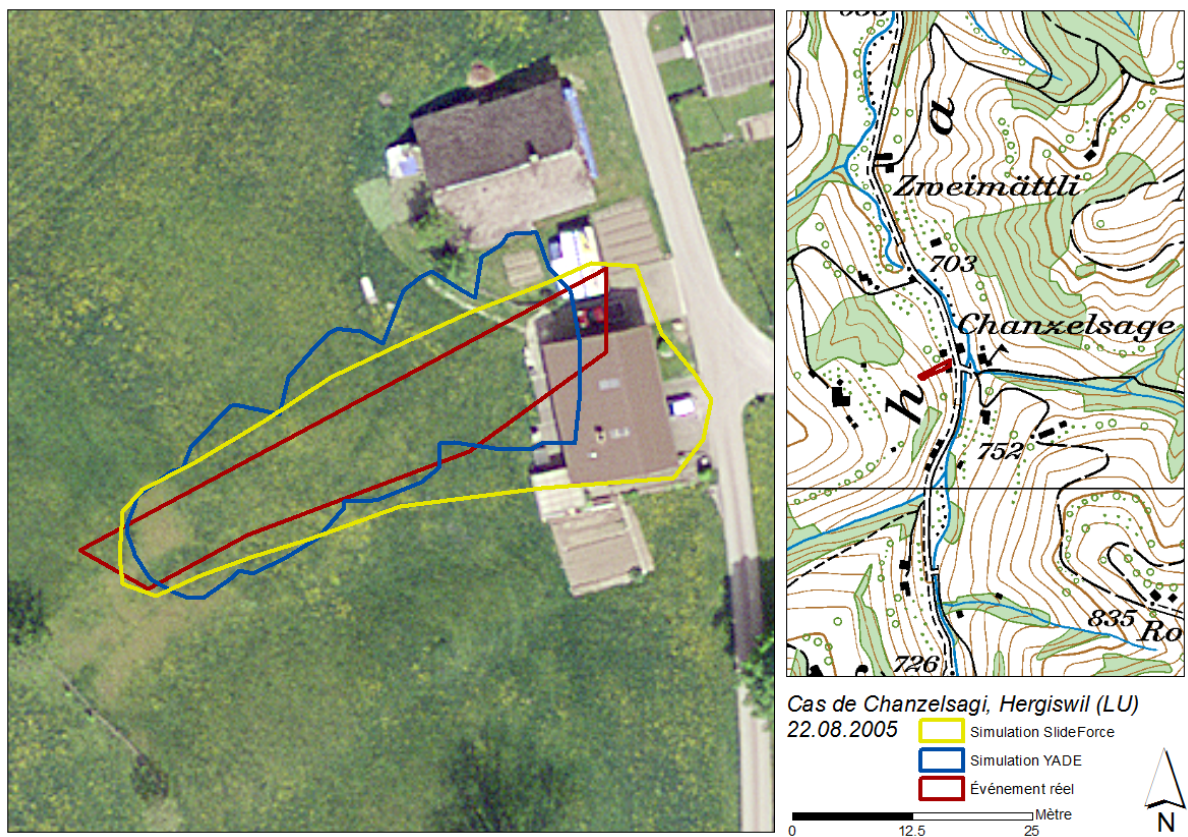 a
Zweimättli
703
Chanzelsage
h
752
835
Ro
726
Cas de Chanzelsagi, Hergiswil (LU)
22.08.2005
Simulation SlideForce
Simulation YADE
Événement réel
Mètre
0 12.5 25
N